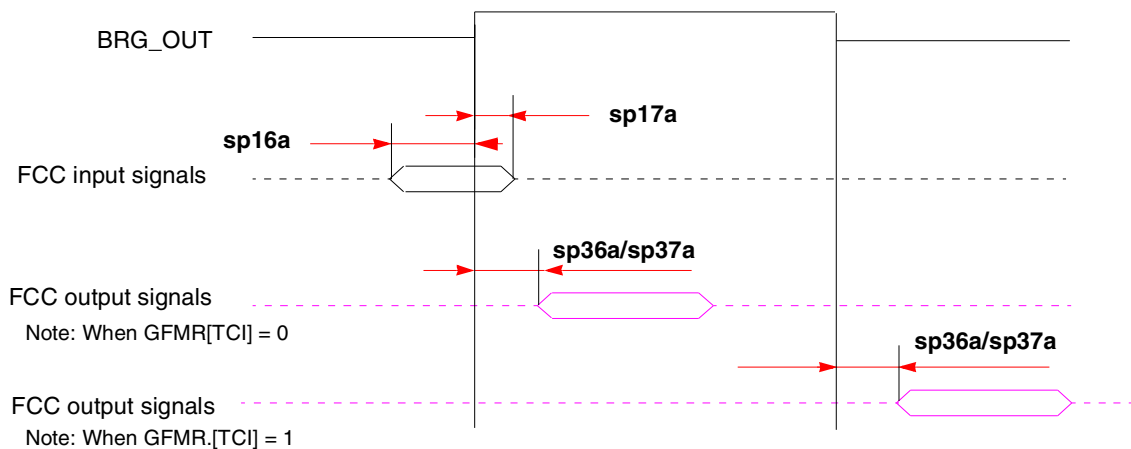 BRG_OUT
sp17a
sp16a
FCC input signals
sp36a/sp37a
FCC output signals
Note: When GFMR[TCI] = 0
sp36a/sp37a
FCC output signals
Note: When GFMR.[TCI] = 1